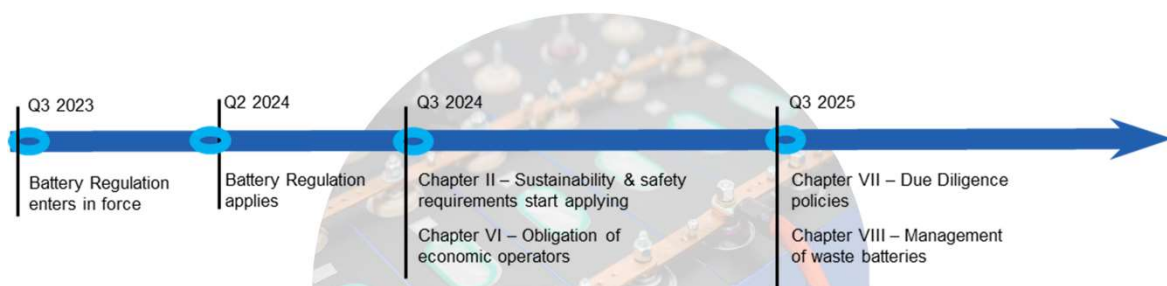 Q3 2023
Q2 2024
Q3 2024
Q3 2025
Battery Regulation
enters in force
Battery Regulation
applies
Chapter II – Sustainability & safety
requirements start applying
Chapter VI – Obligation of
economic operators
Chapter VII – Due Diligence
policies
Chapter VIII – Management
of waste batteries